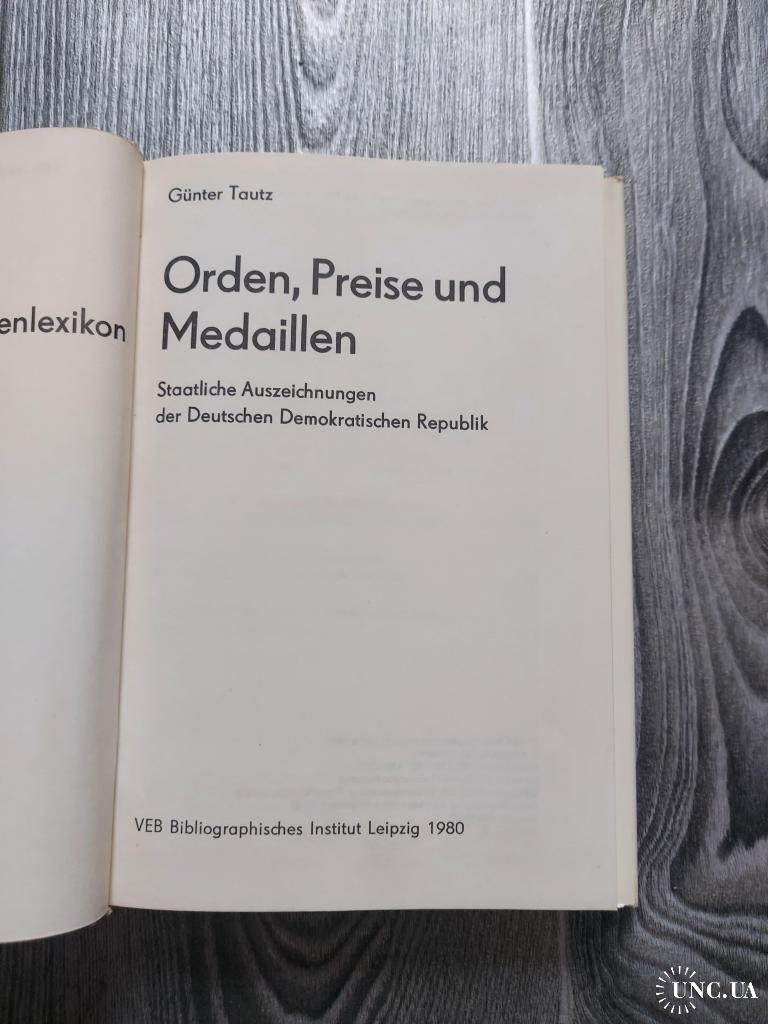 enlexikon
Günter Tautz
Orden, Preise und
Medaillen
Staatliche Auszeichnungen
der Deutschen Demokratischen Republik
VEB Bibliographisches Institut Leipzig 1980
UNC.UA